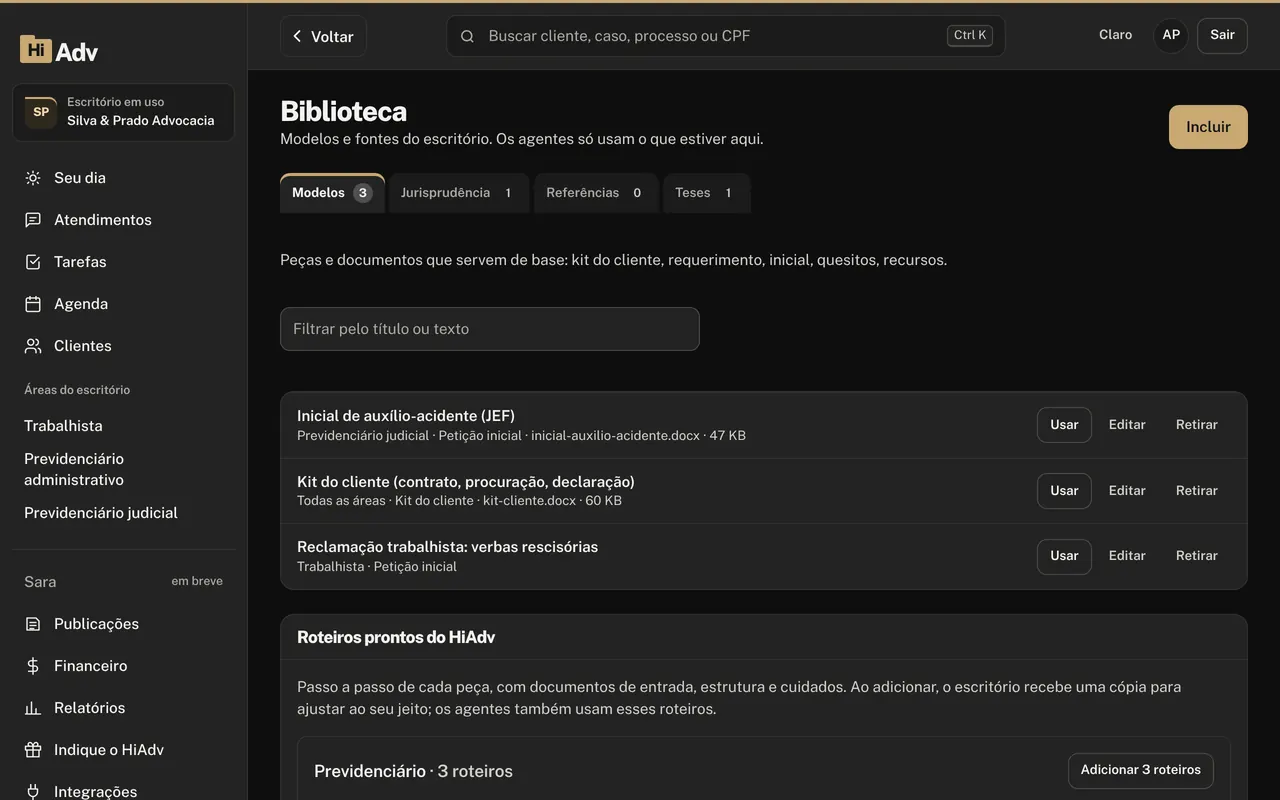 Hi Adv
Voltar
Buscar cliente, caso, processo ou CPF
Ctrl K
Claro
AP
Sair
SP
Escritório em uso
Silva & Prado Advocacia
Seu dia
Atendimentos
Tarefas
Agenda
Clientes
Áreas do escritório
Trabalhista
Previdenciário
administrativo
Previdenciário judicial
Sara
em breve
Publicações
Financeiro
Relatórios
Indique o HiAdv
Integrações
Biblioteca
Modelos e fontes do escritório. Os agentes só usam o que estiver aqui.
Incluir
Modelos 3
Jurisprudência 1
Referências 0
Teses 1
Peças e documentos que servem de base: kit do cliente, requerimento, inicial, quesitos, recursos.
Filtrar pelo título ou texto
Inicial de auxílio-acidente (JEF)
Previdenciário judicial · Petição inicial · inicial-auxilio-acidente.docx · 47 KB
Usar
Editar
Retirar
Kit do cliente (contrato, procuração, declaração)
Todas as áreas · Kit do cliente · kit-cliente.docx · 60 KB
Usar
Editar
Retirar
Reclamação trabalhista: verbas rescisórias
Trabalhista · Petição inicial
Usar
Editar
Retirar
Roteiros prontos do HiAdv
Passo a passo de cada peça, com documentos de entrada, estrutura e cuidados. Ao adicionar, o escritório recebe uma cópia para
ajustar ao seu jeito; os agentes também usam esses roteiros.
Previdenciário · 3 roteiros
Adicionar 3 roteiros